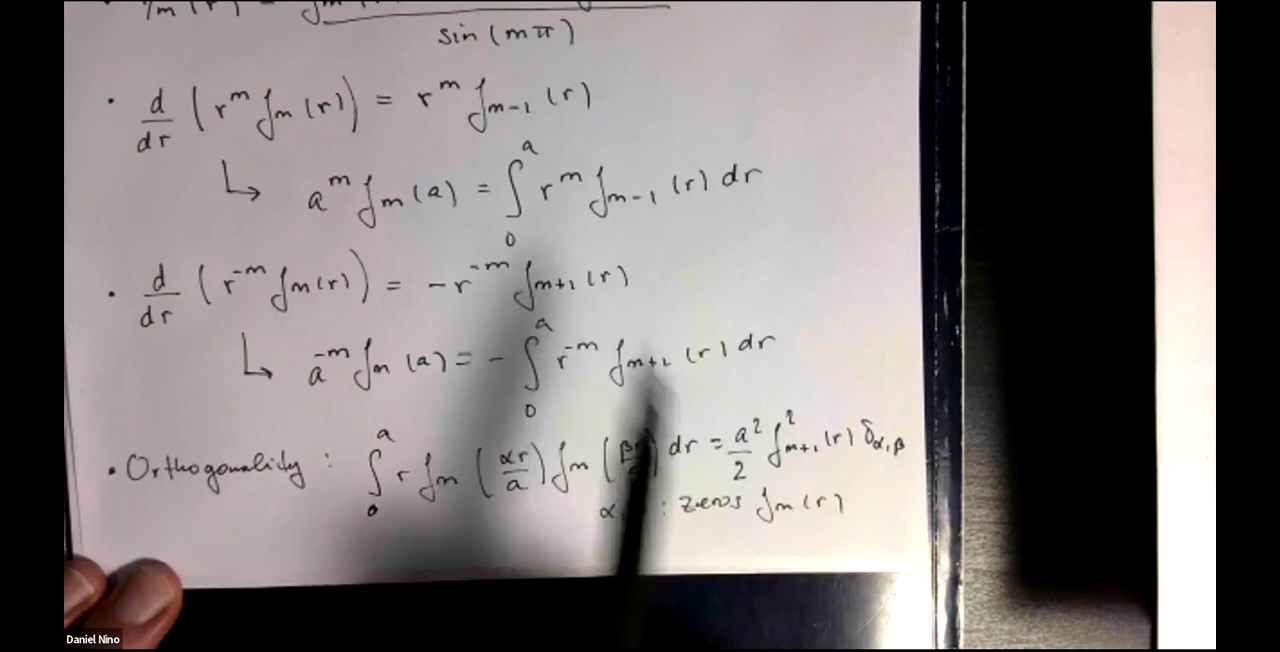 sin (mπ)
· d/dr (r^m J_m(r)) = r^m J_{m-1}(r)
↳ a^m J_m(a) = ∫_0^a r^m J_{m-1}(r) dr
· d/dr (r^{-m} J_m(r)) = -r^{-m} J_{m+1}(r)
↳ a^{-m} J_m(a) = -∫_0^a r^{-m} J_{m+1}(r) dr
· Orthogonality : ∫_0^a r J_m (αr/a) J_m (β ) dr = a²/2 J²_{m+1}(r) δ_{α,β}
α, : zeros J_m(r)
Daniel Nino